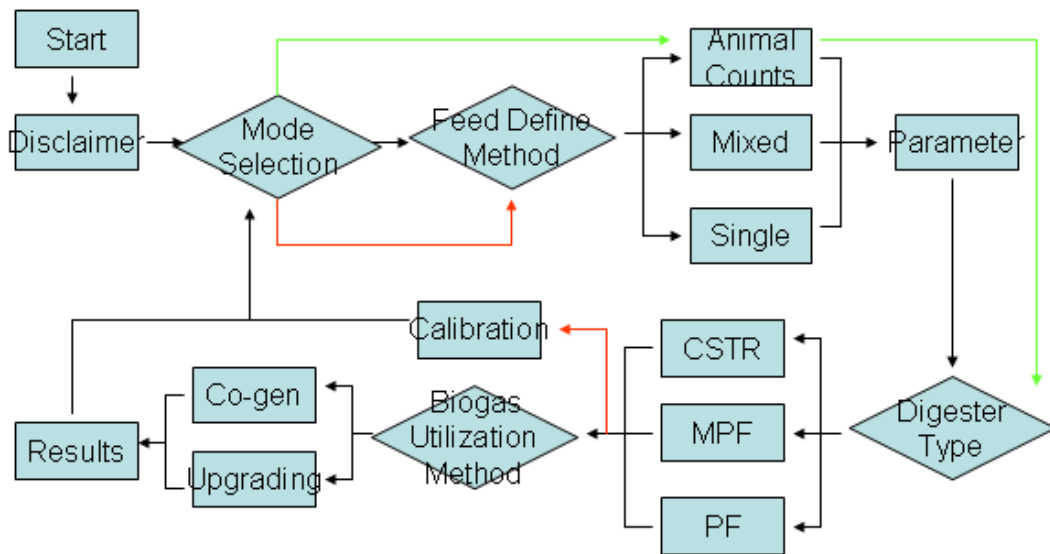 Start
Disclaimer
Mode
Selection
Feed Define
Method
Animal
Counts
Mixed
Single
Parameter
Calibration
CSTR
MPF
PF
Digester
Type
Biogas
Utilization
Method
Co-gen
Upgrading
Results